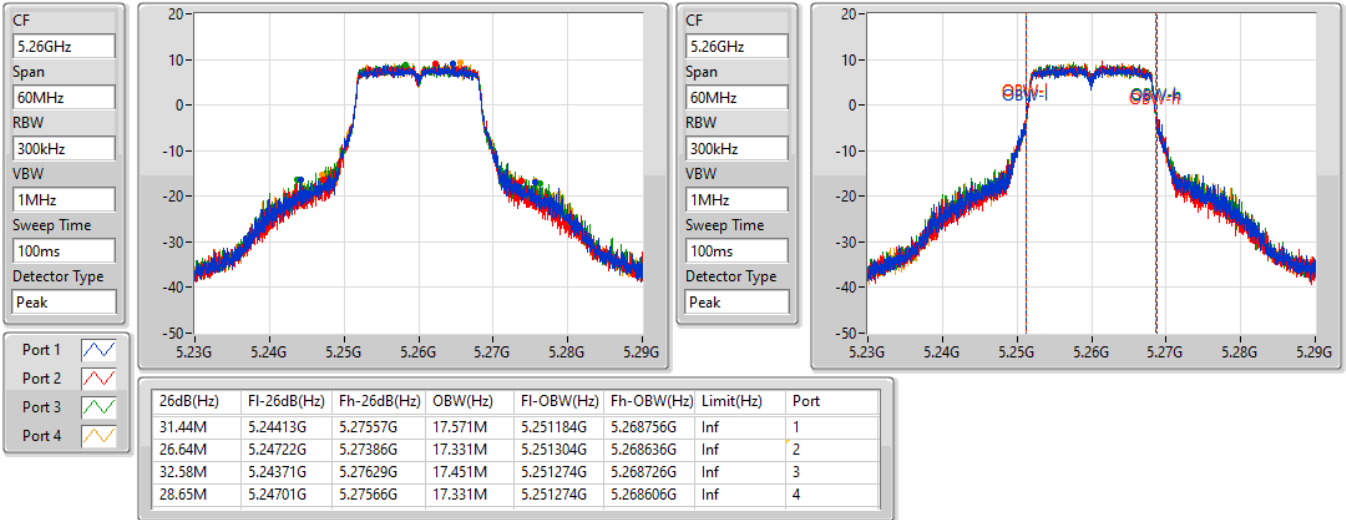 CF
5.26GHz
Span
60MHz
RBW
300kHz
VBW
1MHz
Sweep Time
100ms
Detector Type
Peak
20-
10-
0-
-10-
-20-
-30-
-40-
-50-
5.23G 5.24G 5.25G 5.26G 5.27G 5.28G 5.29G
CF
5.26GHz
Span
60MHz
RBW
300kHz
VBW
1MHz
Sweep Time
100ms
Detector Type
Peak
20-
10-
0-
-10-
-20-
-30-
-40-
-50-
OBW-l OBW-h
5.23G 5.24G 5.25G 5.26G 5.27G 5.28G 5.29G
Port 1
Port 2
Port 3
Port 4
26dB(Hz) Fl-26dB(Hz) Fh-26dB(Hz) OBW(Hz) Fl-OBW(Hz) Fh-OBW(Hz) Limit(Hz) Port
31.44M 5.24413G 5.27557G 17.571M 5.251184G 5.268756G Inf 1
26.64M 5.24722G 5.27386G 17.331M 5.251304G 5.268636G Inf 2
32.58M 5.24371G 5.27629G 17.451M 5.251274G 5.268726G Inf 3
28.65M 5.24701G 5.27566G 17.331M 5.251274G 5.268606G Inf 4